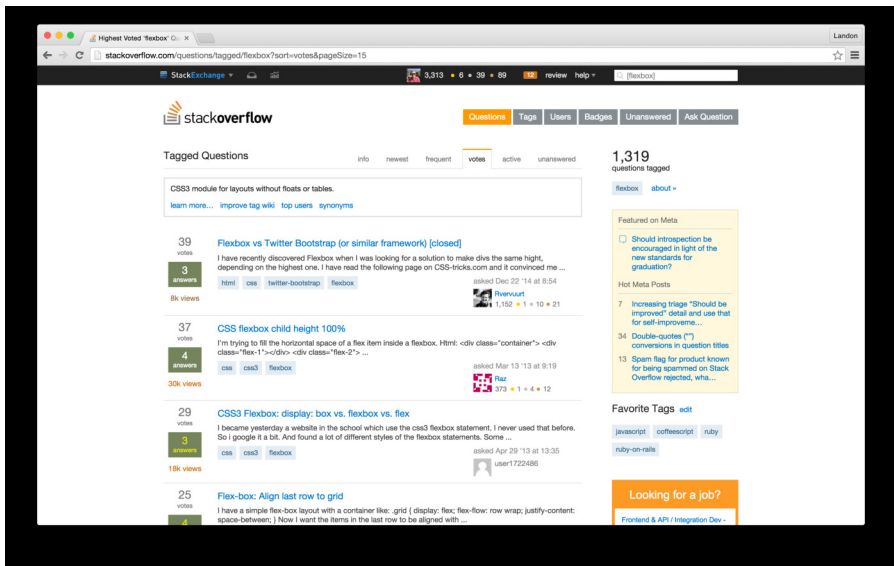 Highest Voted 'flexbox' Qu
Landon
stackoverflow.com/questions/tagged/flexbox?sort=votes&pageSize=15
StackExchange
3,313 6 39 89 12 review help [flexbox]
stackoverflow
Questions Tags Users Badges Unanswered Ask Question
Tagged Questions
info newest frequent votes active unanswered
CSS3 module for layouts without floats or tables.
learn more... improve tag wiki top users synonyms
39
votes
3
answers
8k views
Flexbox vs Twitter Bootstrap (or similar framework) [closed]
I have recently discovered Flexbox when I was looking for a solution to make divs the same hight,
depending on the highest one. I have read the following page on CSS-tricks.com and it convinced me ...
html css twitter-bootstrap flexbox
asked Dec 22 '14 at 8:54
Rvervuurt
1,152 1 10 21
37
votes
4
answers
30k views
CSS flexbox child height 100%
I'm trying to fill the horizontal space of a flex item inside a flexbox. Html: <div class="container"> <div
class="flex-1"></div> <div class="flex-2"> ...
css css3 flexbox
asked Mar 13 '13 at 9:19
Raz
373 1 4 12
29
votes
3
answers
18k views
CSS3 Flexbox: display: box vs. flexbox vs. flex
I became yesterday a website in the school which use the css3 flexbox statement. I never used that before.
So i google it a bit. And found a lot of different styles of the flexbox statements. Some ...
css css3 flexbox
asked Apr 29 '13 at 13:35
user1722486
25
votes
4
Flex-box: Align last row to grid
I have a simple flex-box layout with a container like: .grid { display: flex; flex-flow: row wrap; justify-content:
space-between; } Now I want the items in the last row to be aligned with ...
1,319
questions tagged
flexbox about »
Featured on Meta
Should introspection be
encouraged in light of the
new standards for
graduation?
Hot Meta Posts
7 Increasing triage "Should be
improved" detail and use that
for self-improveme...
34 Double-quotes ("")
conversions in question titles
13 Spam flag for product known
for being spammed on Stack
Overflow rejected, wha...
Favorite Tags edit
javascript coffeescript ruby
ruby-on-rails
Looking for a job?
Frontend & API / Integration Dev -